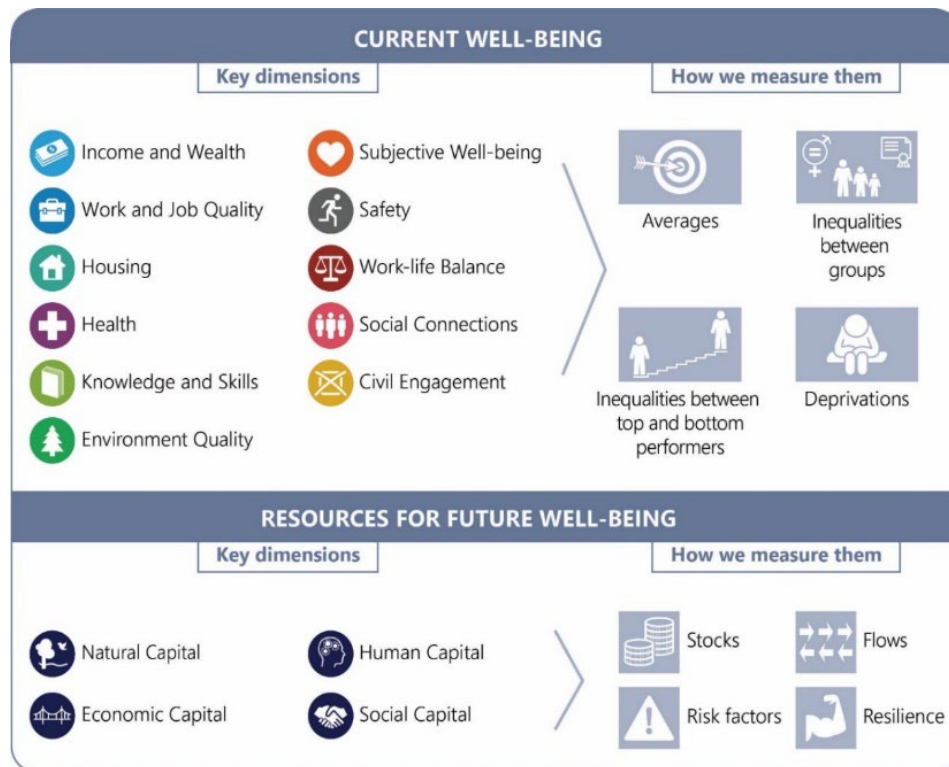 CURRENT WELL-BEING
Key dimensions
How we measure them
Income and Wealth
Work and Job Quality
Housing
Health
Knowledge and Skills
Environment Quality
Subjective Well-being
Safety
Work-life Balance
Social Connections
Civil Engagement
Averages
Inequalities
between
groups
Inequalities between
top and bottom
performers
Deprivations
RESOURCES FOR FUTURE WELL-BEING
Key dimensions
How we measure them
Natural Capital
Economic Capital
Human Capital
Social Capital
Stocks
Flows
Risk factors
Resilience